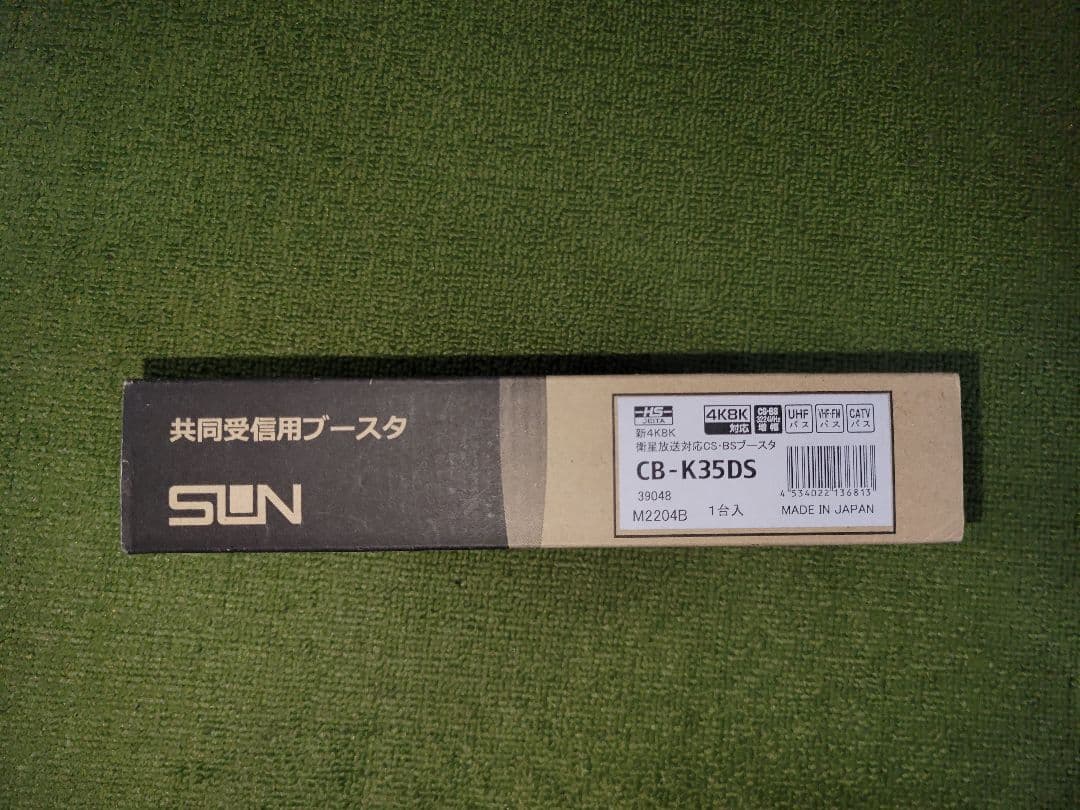 共同受信用ブースタ
SUN
HS
JEITA
4K8K
対応
CS・BS
3224MHz
増幅
UHF
パス
VHF・FM
パス
CATV
パス
新4K8K
衛星放送対応CS・BSブースタ
CB-K35DS
39048
4534022136813
M2204B 1台入 MADE IN JAPAN